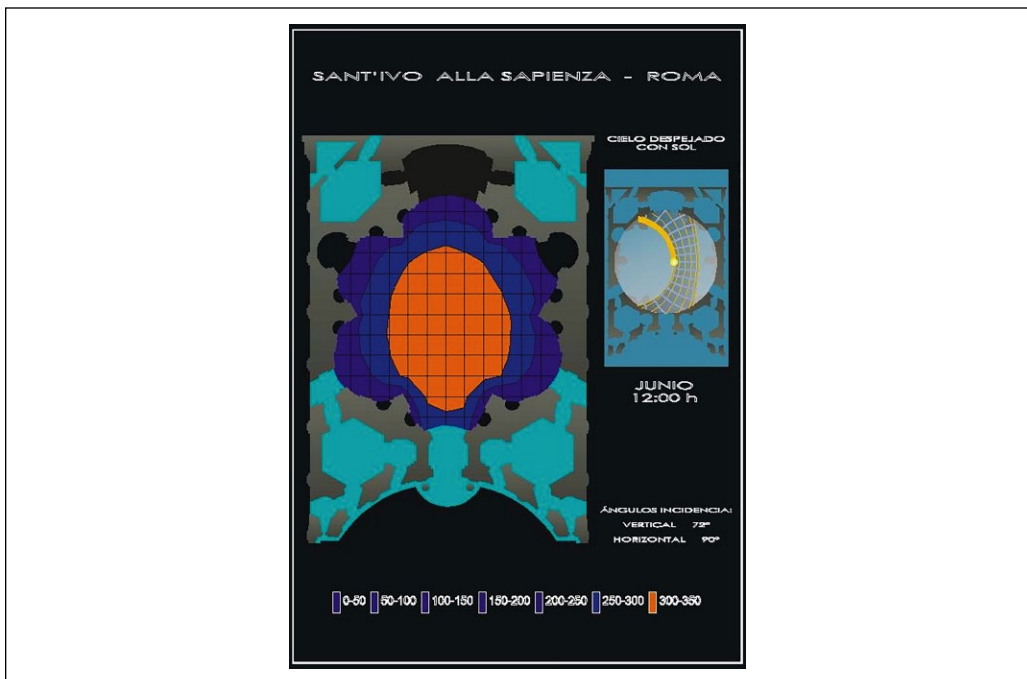 SANT'IVO ALLA SAPIENZA - ROMA
CIELO DESPEJADO
CON SOL
JUNIO
12:00 h
ÁNGULOS INCIDENCIA:
VERTICAL 72º
HORIZONTAL 90º
0-50 50-100 100-150 150-200 200-250 250-300 300-350